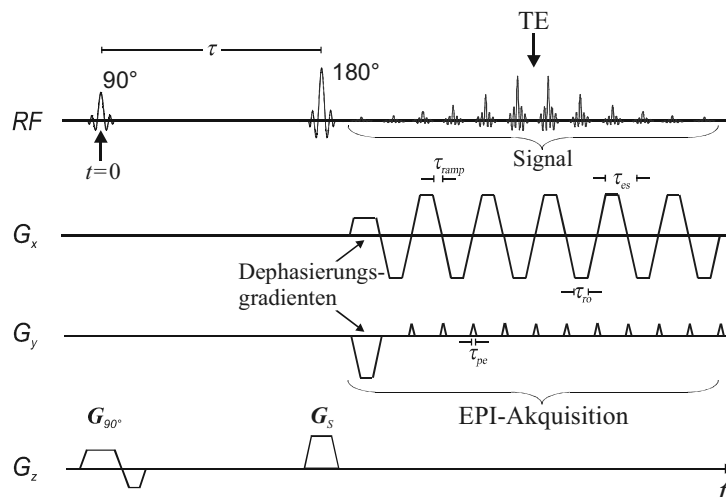 TE
τ
90°
180°
RF
t=0
Signal
τramp
τes
Gx
Dephasierungs-
gradienten
τro
Gy
τpe
G90°
GS
EPI-Akquisition
Gz
t